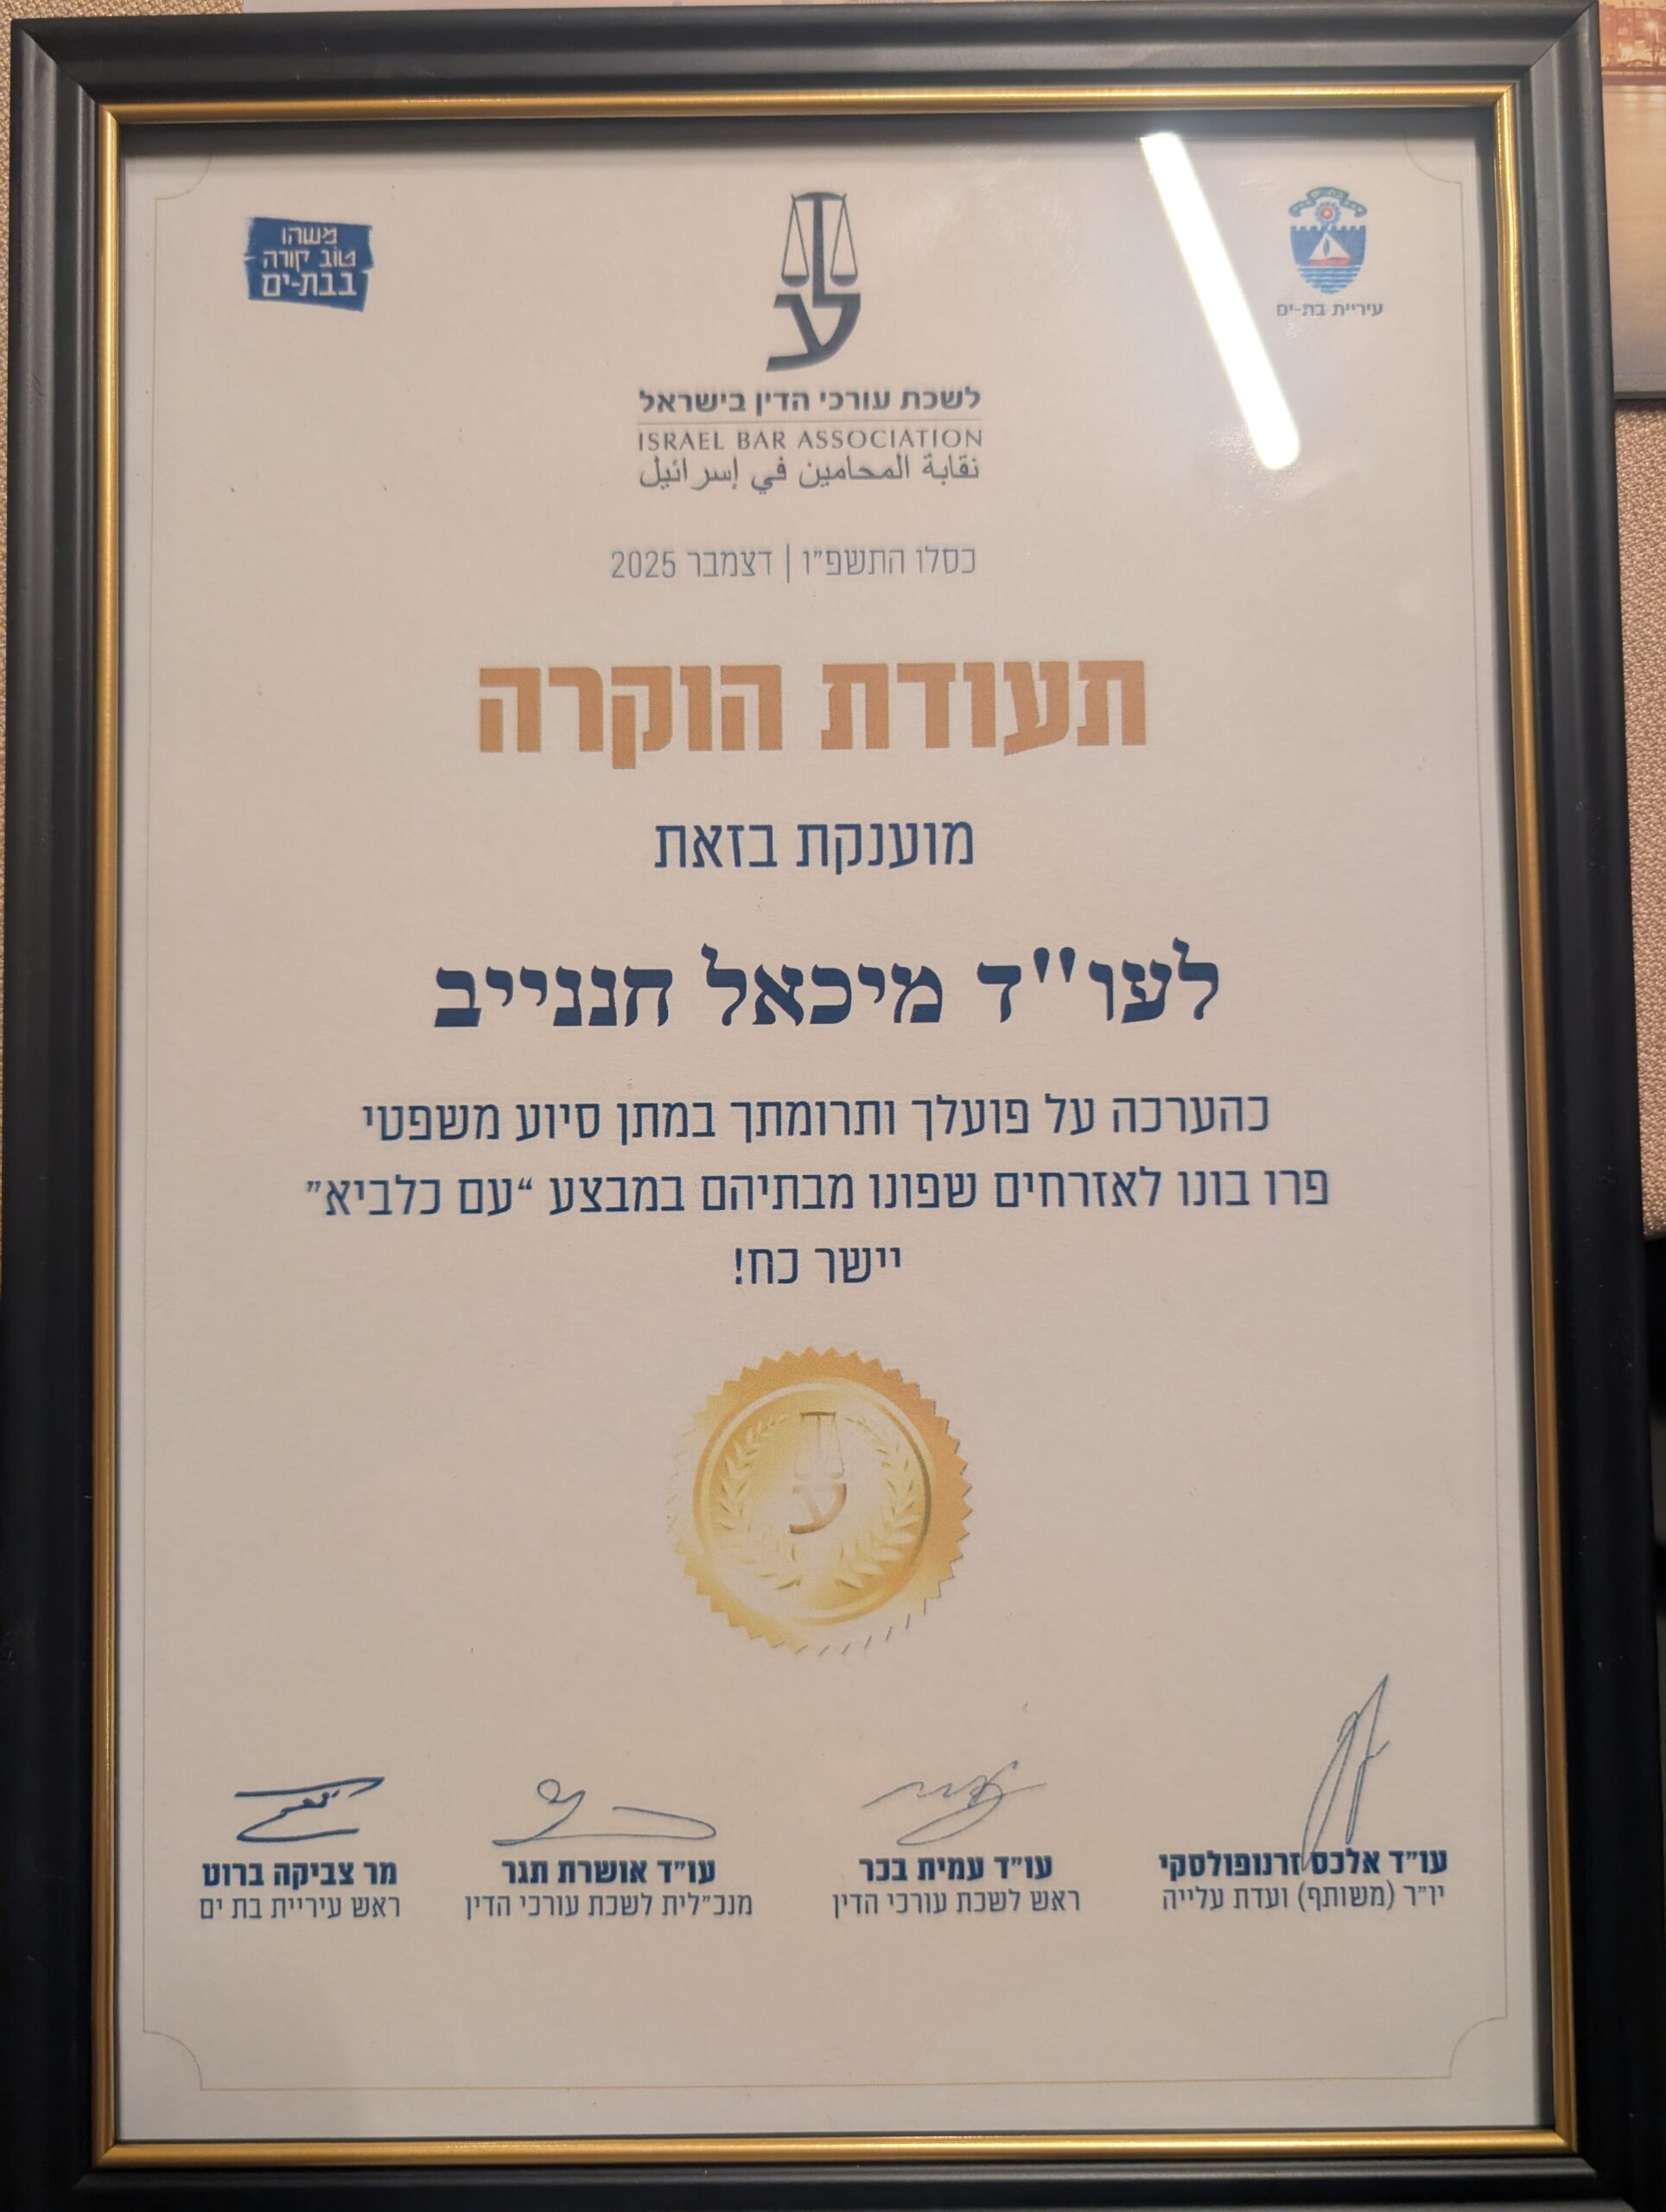 משהו
טוב קורה
בבת-ים
עיריית בת-ים
לשכת עורכי הדין בישראל
ISRAEL BAR ASSOCIATION
نقابة المحامين في إسرائيل
כסלו התשפ״ו | דצמבר 2025
תעודת הוקרה
מוענקת בזאת
לעו"ד מיכאל חננייב
כהערכה על פועלך ותרומתך במתן סיוע משפטי
פרו בונו לאזרחים שפונו מבתיהם במבצע “עם כלביא”
יישר כח!
עו״ד אלכס זרנופולסקי
יו״ר (משותף) ועדת עלייה
עו״ד עמית בכר
ראש לשכת עורכי הדין
עו״ד אושרת תגר
מנכ״לית לשכת עורכי הדין
מר צביקה ברוט
ראש עיריית בת ים